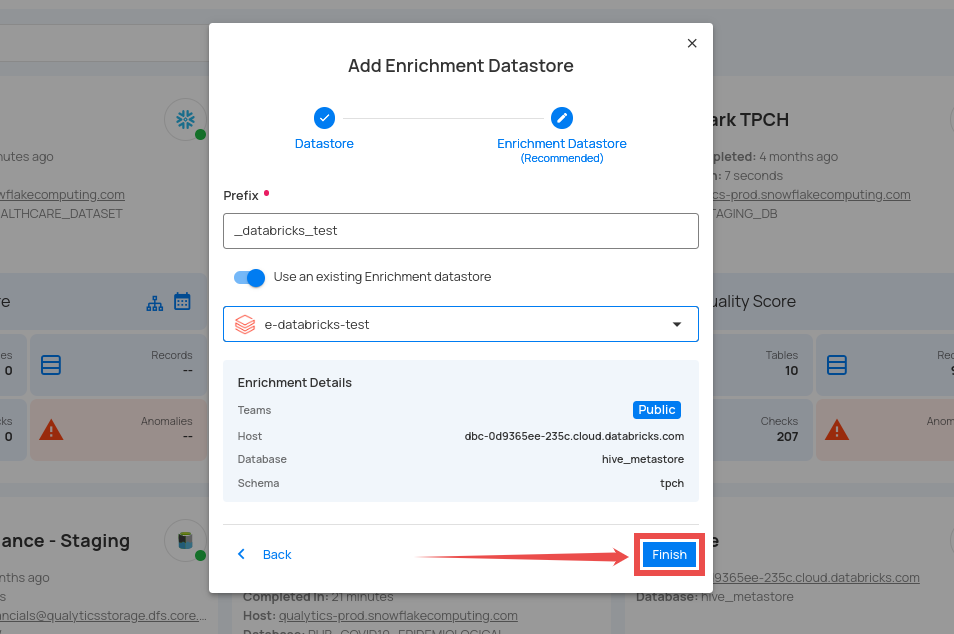 Add Enrichment Datastore
Datastore
Enrichment Datastore
(Recommended)
Prefix
_databricks_test
Use an existing Enrichment datastore
e-databricks-test
Enrichment Details
Teams Public
Host dbc-0d9365ee-235c.cloud.databricks.com
Database hive_metastore
Schema tpch
Back
Finish
ark TPCH
nutes ago
pleted: 4 months ago
n: 7 seconds
wflakecomputing.com
cs-prod.snowflakecomputing.com
ALTHCARE_DATASET
TAGING_DB
re
uality Score
es
0
Records
--
Tables
10
Rec
cks
0
Anomalies
--
Checks
207
Anom
ance - Staging
e
nths ago
s
ancials@qualyticsstorage.dfs.core....
Completed In: 21 minutes
Host: qualytics-prod.snowflakecomputing.com
9365ee-235c.cloud.databricks.com
Database: hive_metastore
Database: PUB_COVID19_EPIDEMIOLOGICAL